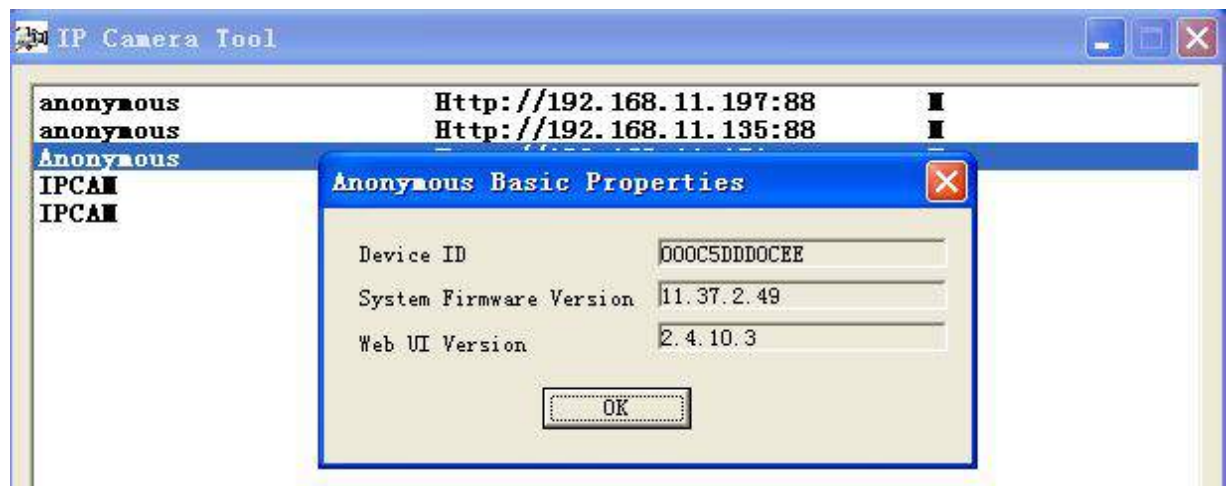 IP Camera Tool
anonymous Http://192.168.11.197:88
anonymous Http://192.168.11.135:88
Anonymous
IPCAM
IPCAM
Anonymous Basic Properties
Device ID 000C5DDD0CEE
System Firmware Version 11.37.2.49
Web UI Version 2.4.10.3
OK